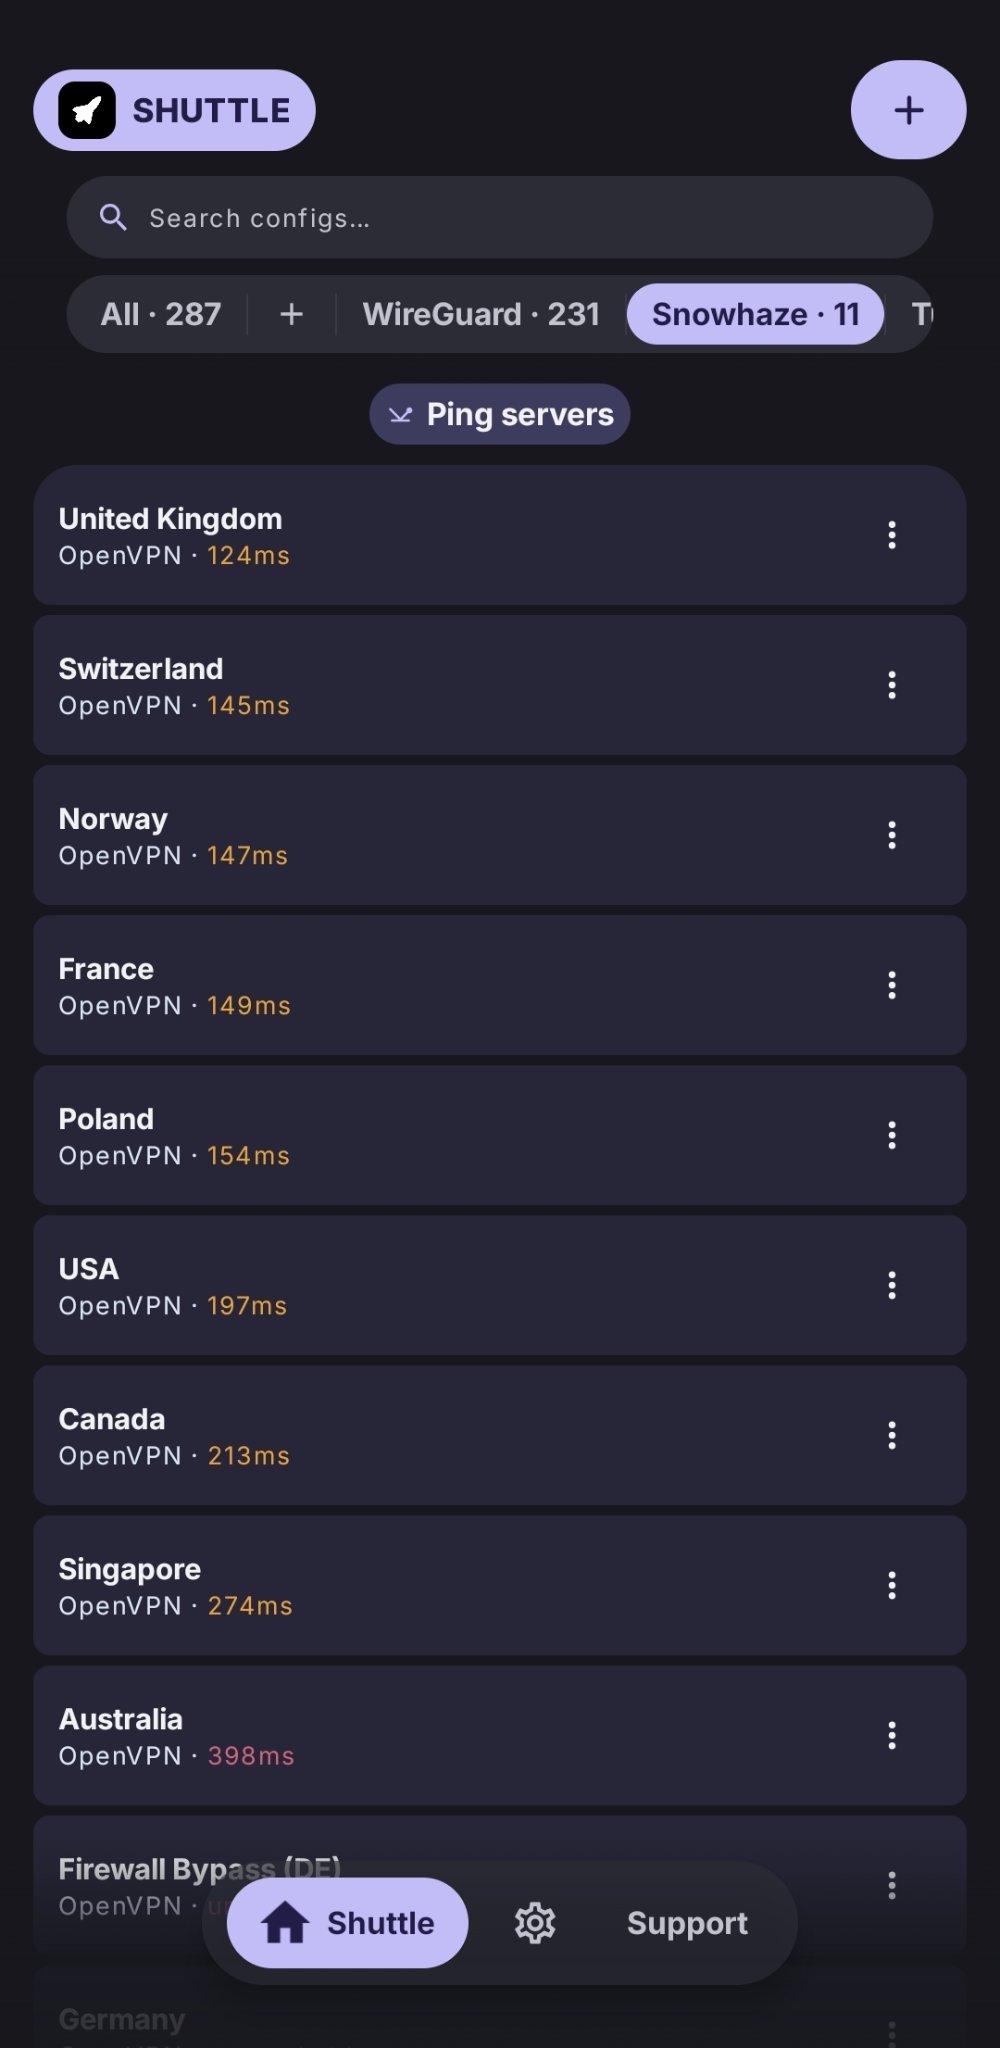 SHUTTLE
+
Search configs...
All · 287
+
WireGuard · 231
Snowhaze · 11
Ping servers
United Kingdom
OpenVPN · 124ms
Switzerland
OpenVPN · 145ms
Norway
OpenVPN · 147ms
France
OpenVPN · 149ms
Poland
OpenVPN · 154ms
USA
OpenVPN · 197ms
Canada
OpenVPN · 213ms
Singapore
OpenVPN · 274ms
Australia
OpenVPN · 398ms
Firewall Bypass (DE)
OpenVPN ·
Shuttle
Support
Germany